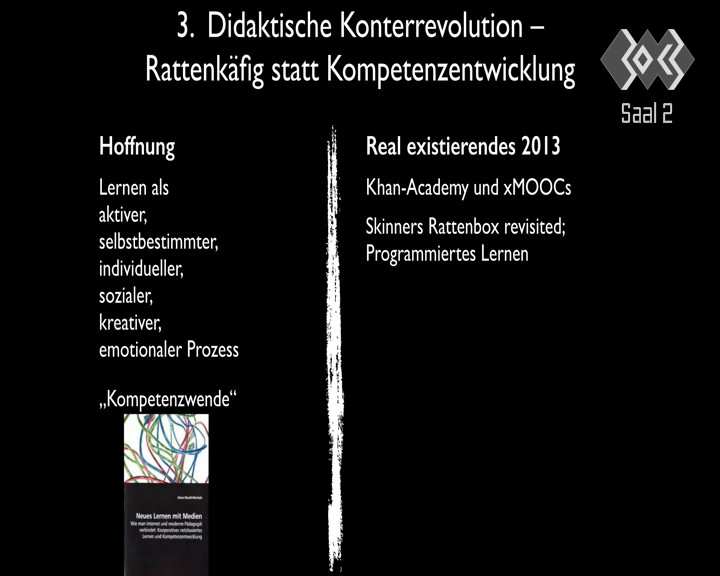 3. Didaktische Konterrevolution –
Rattenkäfig statt Kompetenzentwicklung
Saal 2
Hoffnung
Lernen als
aktiver,
selbstbestimmter,
individueller,
sozialer,
kreativer,
emotionaler Prozess
„Kompetenzwende“
Neues Lernen mit Medien
Wie man Internet und moderne Pädagogik
verbindet: Kooperatives netzbasiertes
Lernen und Kompetenzentwicklung
Real existierendes 2013
Khan-Academy und xMOOCs
Skinners Rattenbox revisited;
Programmiertes Lernen